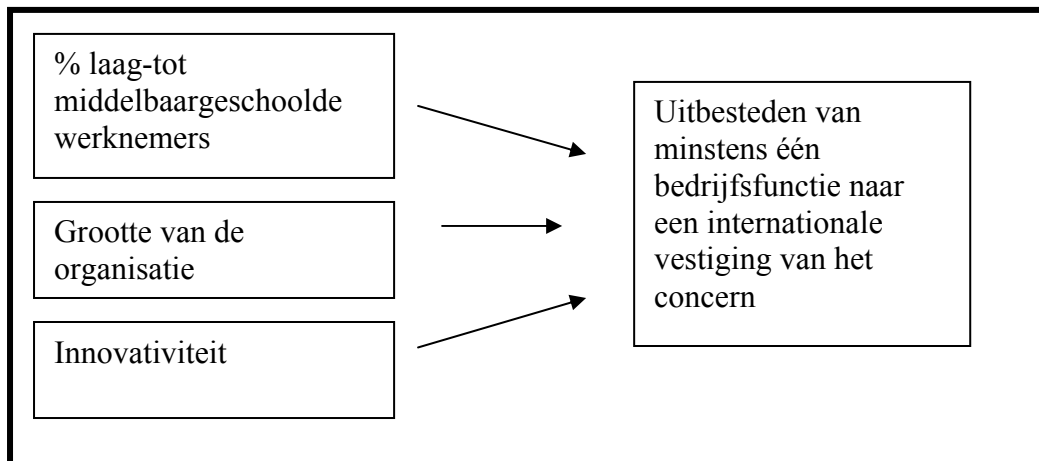 % laag-tot
middelbaargeschoolde
werknemers
Grootte van de
organisatie
Innovativiteit
Uitbesteden van
minstens één
bedrijfsfunctie naar
een internationale
vestiging van het
concern